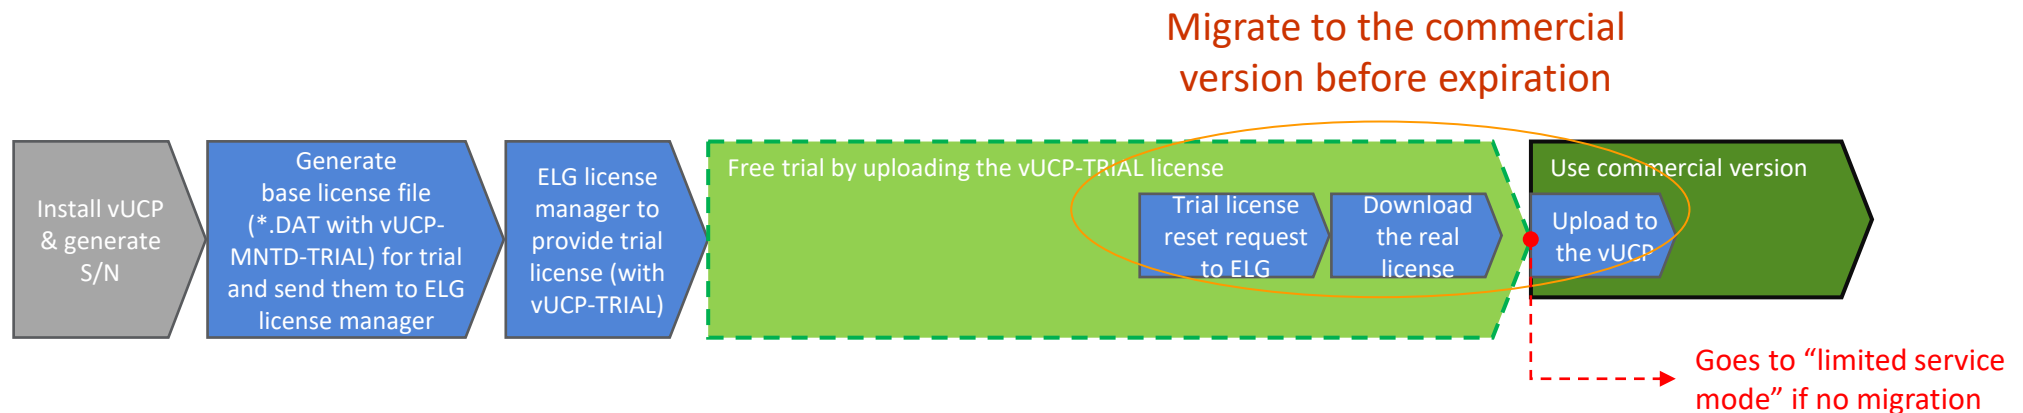 Migrate to the commercial
version before expiration
Install vUCP
& generate
S/N
Generate
base license file
(*.DAT with vUCP-
MNTD-TRIAL) for trial
and send them to ELG
license manager
ELG license
manager to
provide trial
license (with
vUCP-TRIAL)
Free trial by uploading the vUCP-TRIAL license
Trial license
reset request
to ELG
Download
the real
license
Use commercial version
Upload to
the vUCP
Goes to “limited service
mode” if no migration